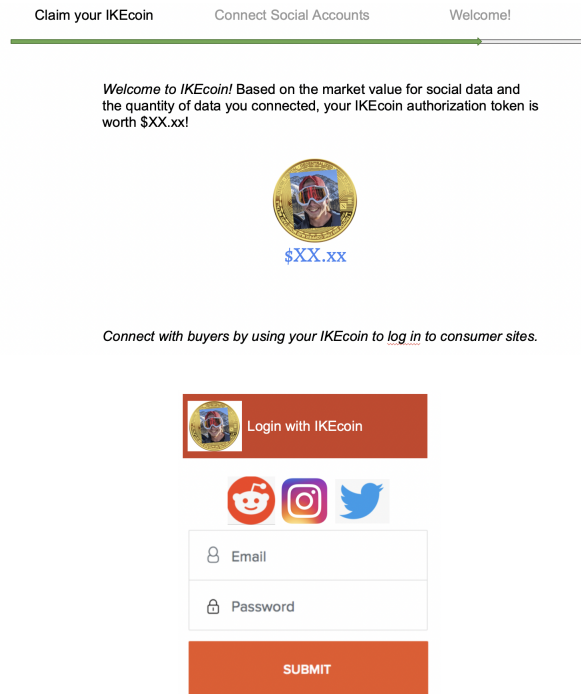 Claim your IKEcoin Connect Social Accounts Welcome!
Welcome to IKEcoin! Based on the market value for social data and
the quantity of data you connected, your IKEcoin authorization token is
worth $XX.xx!
$XX.xx
Connect with buyers by using your IKEcoin to log in to consumer sites.
Login with IKEcoin
Email
Password
SUBMIT